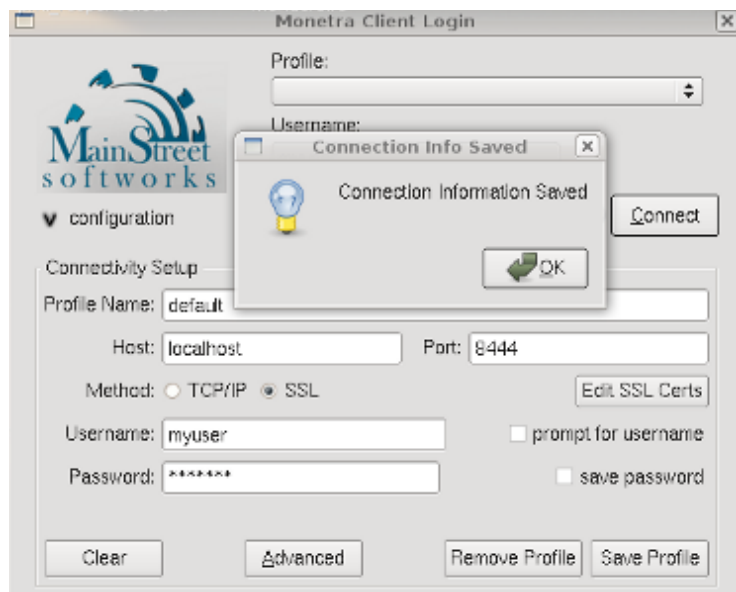 Monetra Client Login
Profile:
Username:
MainStreet
softworks
Connection Info Saved
Connection Information Saved
OK
configuration
Connect
Connectivity Setup
Profile Name: default
Host: localhost Port: 8444
Method: TCP/IP SSL Edit SSL Certs
Username: myuser prompt for username
Password: ******* save password
Clear Advanced Remove Profile Save Profile